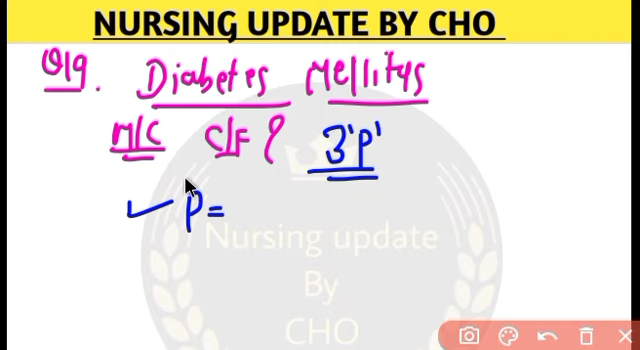 NURSING UPDATE BY CHO
Q19. Diabetes Mellitus
M/C C/F ? 3'P'
✓ P=
Nursing update
By
CHO